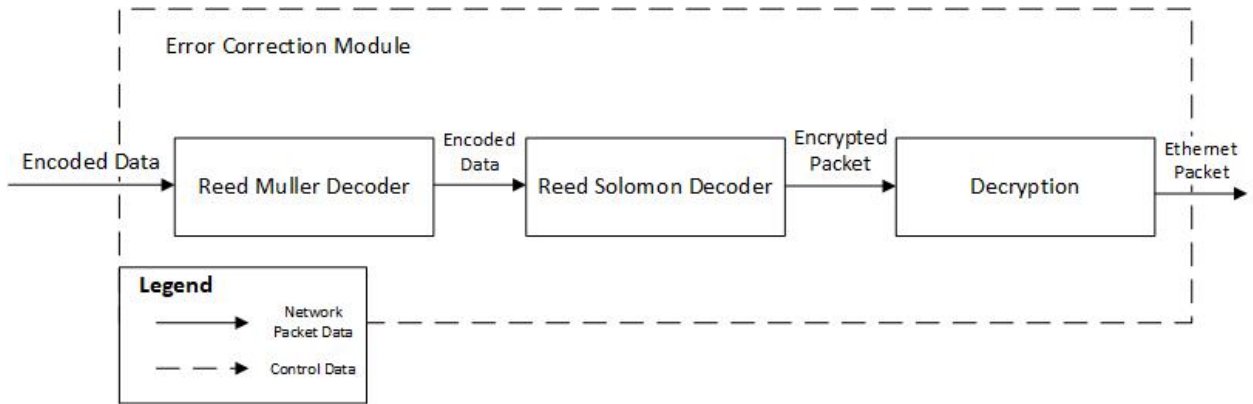 Error Correction Module
Encoded Data
Reed Muller Decoder
Encoded
Data
Reed Solomon Decoder
Encrypted
Packet
Decryption
Ethernet
Packet
Legend
Network
Packet Data
Control Data